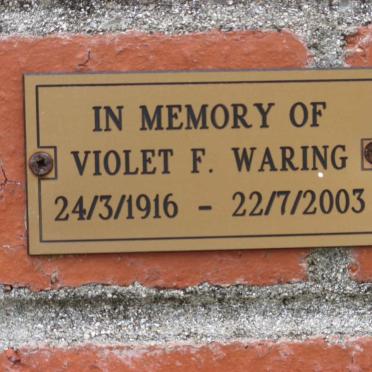 IN MEMORY OF
VIOLET F. WARING
24/3/1916 - 22/7/2003